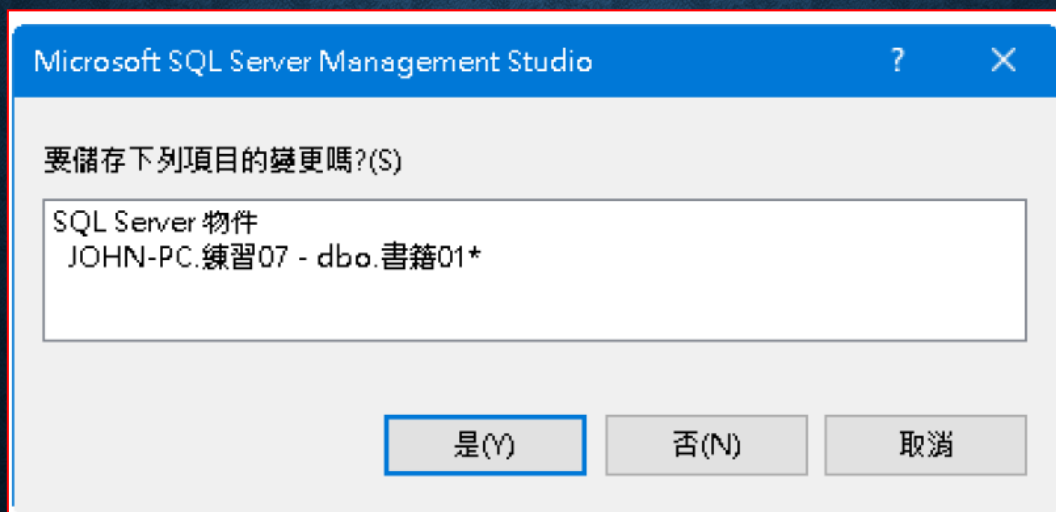 Microsoft SQL Server Management Studio ? ×
要儲存下列項目的變更嗎?(S)
SQL Server 物件
JOHN-PC.練習07 - dbo.書籍01*
是(Y) 否(N) 取消